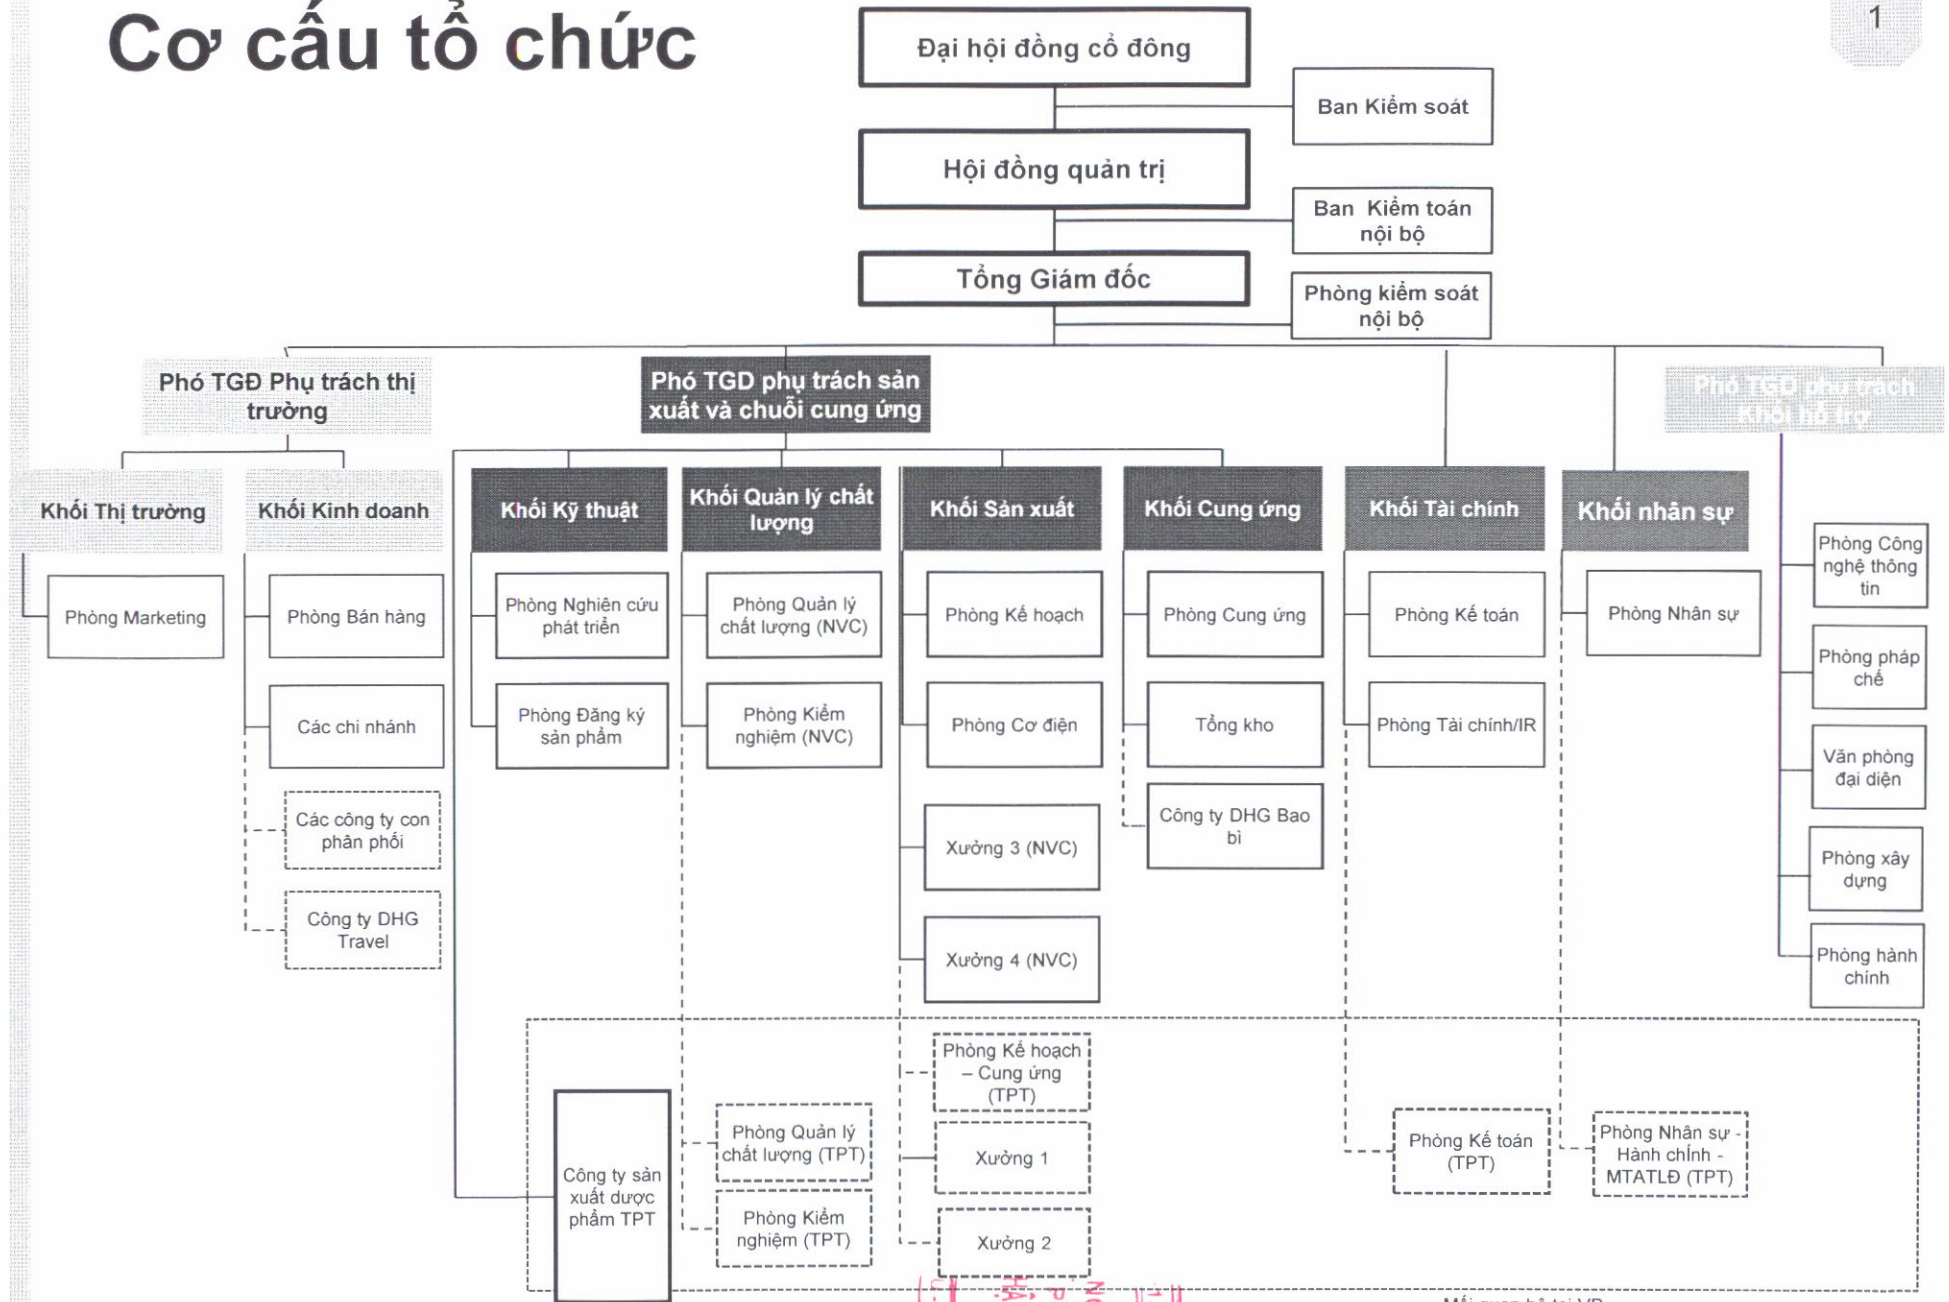 Cơ cấu tổ chức
1
Đại hội đồng cổ đông
Ban Kiểm soát
Hội đồng quản trị
Ban Kiểm toán
nội bộ
Tổng Giám đốc
Phòng kiểm soát
nội bộ
Phó TGĐ Phụ trách thị
trường
Phó TGD phụ trách sản
xuất và chuỗi cung ứng
Phó TGD phụ trách
Khối hỗ trợ
Khối Thị trường
Khối Kinh doanh
Khối Kỹ thuật
Khối Quản lý chất
lượng
Khối Sản xuất
Khối Cung ứng
Khối Tài chính
Khối nhân sự
Phòng Marketing
Phòng Bán hàng
Các chi nhánh
Các công ty con
phân phối
Công ty DHG
Travel
Phòng Nghiên cứu
phát triển
Phòng Đăng ký
sản phẩm
Phòng Quản lý
chất lượng (NVC)
Phòng Kiểm
nghiệm (NVC)
Phòng Kế hoạch
Phòng Cơ điện
Xưởng 3 (NVC)
Xưởng 4 (NVC)
Phòng Cung ứng
Tổng kho
Công ty DHG Bao
bì
Phòng Kế toán
Phòng Tài chính/IR
Phòng Nhân sự
Phòng Công
nghệ thông
tin
Phòng pháp
chế
Văn phòng
đại diện
Phòng xây
dựng
Phòng hành
chính
Công ty sản
xuất dược
phẩm TPT
Phòng Quản lý
chất lượng (TPT)
Phòng Kiểm
nghiệm (TPT)
Phòng Kế hoạch
– Cung ứng
(TPT)
Xưởng 1
Xưởng 2
Phòng Kế toán
(TPT)
Phòng Nhân sự -
Hành chính -
MTATLĐ (TPT)